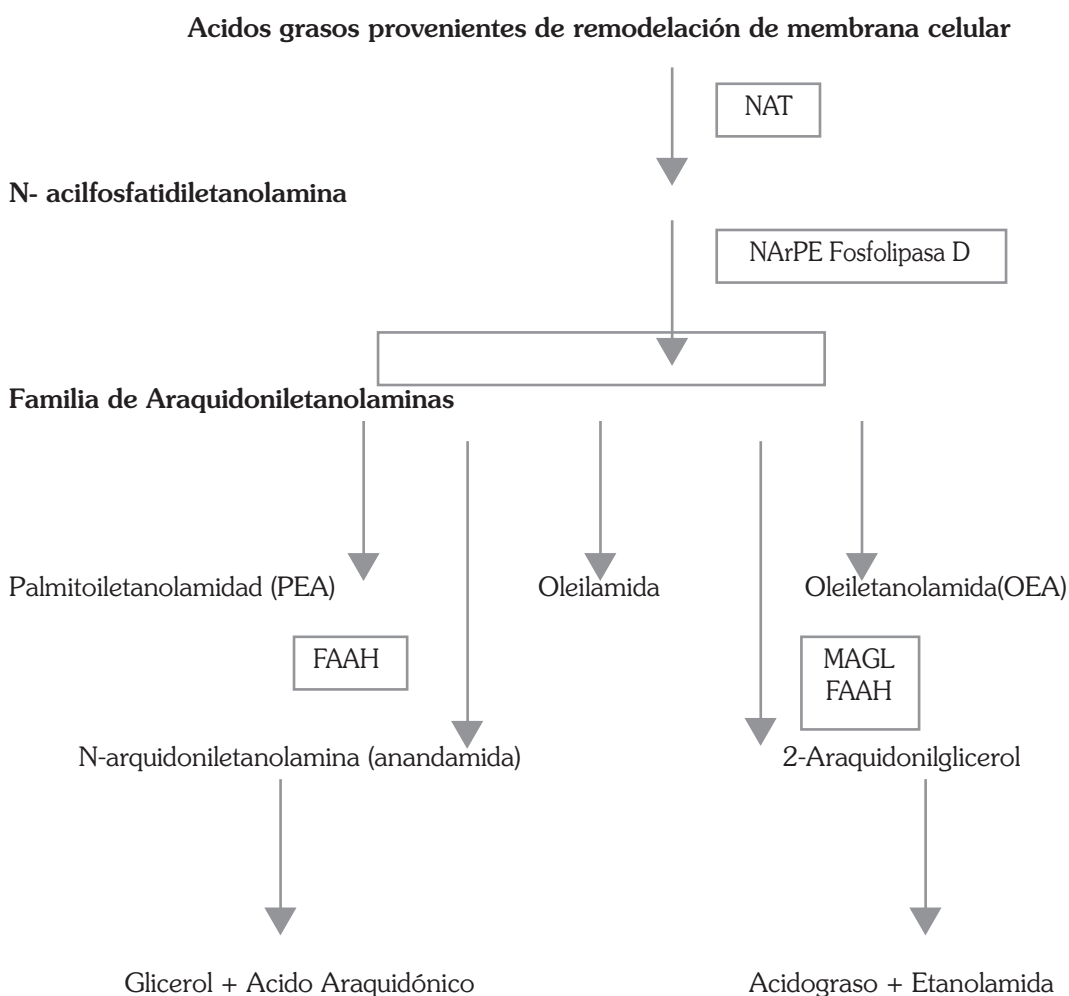 Acidos grasos provenientes de remodelación de membrana celular
NAT
N- acilfosfatidiletanolamina
NArPE Fosfolipasa D
Familia de Araquidoniletanolaminas
Palmitoiletanolamidad (PEA) Oleilamida Oleiletanolamida(OEA)
FAAH MAGL
FAAH
N-arquidoniletanolamina (anandamida) 2-Araquidonilglicerol
Glicerol + Acido Araquidónico Acidograso + Etanolamida